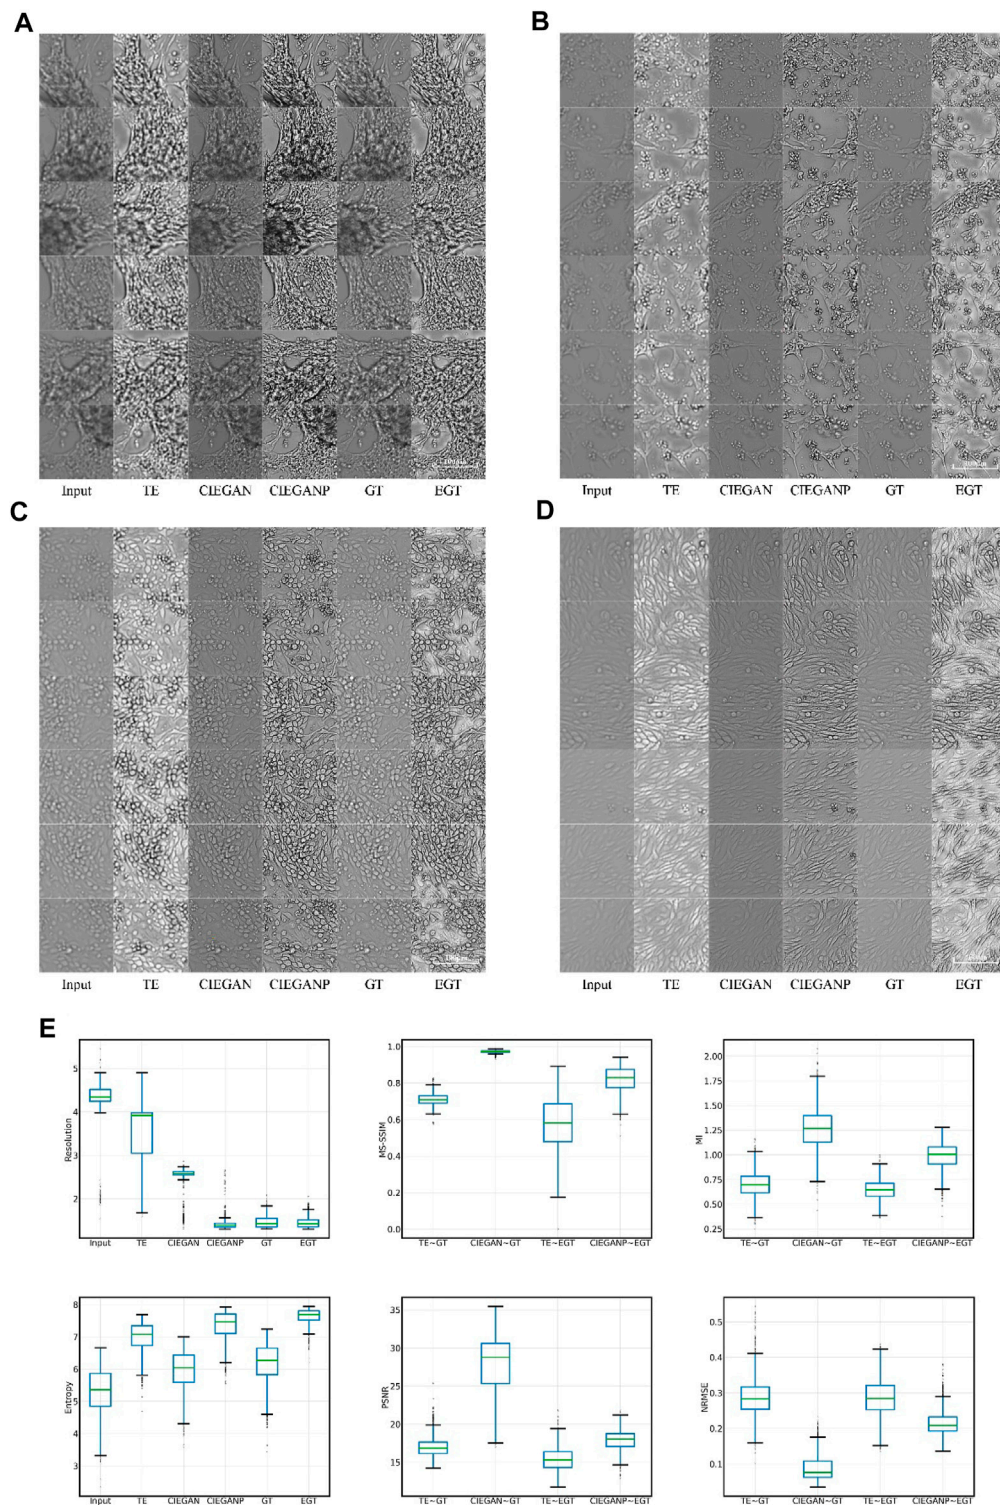 A
B
Input TE CIEGAN CIEGANP GT EGT
Input TE CIEGAN CIEGANP GT EGT
C
D
Input TE CIEGAN CIEGANP GT EGT
Input TE CIEGAN CIEGANP GT EGT
E
Resolution
5
4
3
2
Input TE CIEGAN CIEGANP GT EGT
MS-SSIM
1.0
0.8
0.6
0.4
0.2
0.0
TE~GT CIEGAN~GT TE~EGT CIEGANP~EGT
MI
2.00
1.75
1.50
1.25
1.00
0.75
0.50
0.25
TE~GT CIEGAN~GT TE~EGT CIEGANP~EGT
Entropy
8
7
6
5
4
3
Input TE CIEGAN CIEGANP GT EGT
PSNR
35
30
25
20
15
TE~GT CIEGAN~GT TE~EGT CIEGANP~EGT
NRMSE
0.5
0.4
0.3
0.2
0.1
TE~GT CIEGAN~GT TE~EGT CIEGANP~EGT